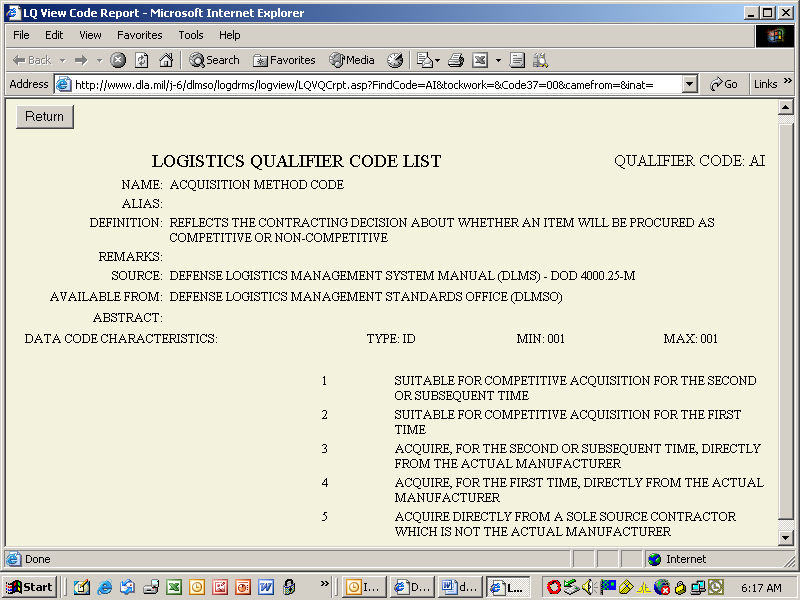 LQ View Code Report - Microsoft Internet Explorer
File Edit View Favorites Tools Help
Back Search Favorites Media
Address http://www.dla.mil/j-6/dlmso/logdrms/logview/LQVQCrpt.asp?FindCode=AI&tockwork=&Code37=00&camefrom=&inat= Go Links »
Return
LOGISTICS QUALIFIER CODE LIST QUALIFIER CODE: AI
NAME: ACQUISITION METHOD CODE
ALIAS:
DEFINITION: REFLECTS THE CONTRACTING DECISION ABOUT WHETHER AN ITEM WILL BE PROCURED AS
COMPETITIVE OR NON-COMPETITIVE
REMARKS:
SOURCE: DEFENSE LOGISTICS MANAGEMENT SYSTEM MANUAL (DLMS) - DOD 4000.25-M
AVAILABLE FROM: DEFENSE LOGISTICS MANAGEMENT STANDARDS OFFICE (DLMSO)
ABSTRACT:
DATA CODE CHARACTERISTICS: TYPE: ID MIN: 001 MAX: 001
1 SUITABLE FOR COMPETITIVE ACQUISITION FOR THE SECOND
OR SUBSEQUENT TIME
2 SUITABLE FOR COMPETITIVE ACQUISITION FOR THE FIRST
TIME
3 ACQUIRE, FOR THE SECOND OR SUBSEQUENT TIME, DIRECTLY
FROM THE ACTUAL MANUFACTURER
4 ACQUIRE, FOR THE FIRST TIME, DIRECTLY FROM THE ACTUAL
MANUFACTURER
5 ACQUIRE DIRECTLY FROM A SOLE SOURCE CONTRACTOR
WHICH IS NOT THE ACTUAL MANUFACTURER
Done Internet
Start » I... D... d... L... 6:17 AM